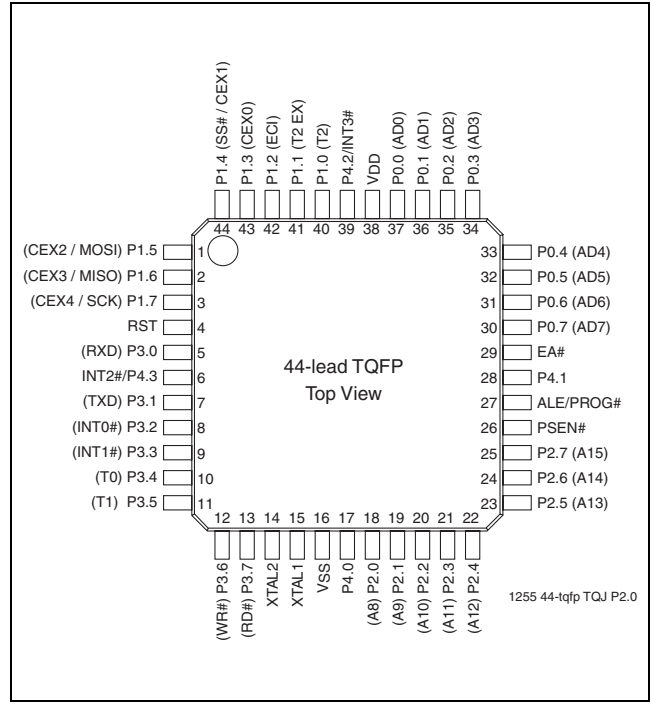 P1.4 (SS# / CEX1)
P1.3 (CEX0)
P1.2 (ECI)
P1.1 (T2 EX)
P1.0 (T2)
P4.2/INT3#
VDD
P0.0 (AD0)
P0.1 (AD1)
P0.2 (AD2)
P0.3 (AD3)
44 43 42 41 40 39 38 37 36 35 34
(CEX2 / MOSI) P1.5 1
33 P0.4 (AD4)
(CEX3 / MISO) P1.6 2
32 P0.5 (AD5)
(CEX4 / SCK) P1.7 3
31 P0.6 (AD6)
RST 4
30 P0.7 (AD7)
(RXD) P3.0 5
29 EA#
INT2#/P4.3 6
28 P4.1
(TXD) P3.1 7
27 ALE/PROG#
(INT0#) P3.2 8
26 PSEN#
(INT1#) P3.3 9
25 P2.7 (A15)
(T0) P3.4 10
24 P2.6 (A14)
(T1) P3.5 11
23 P2.5 (A13)
44-lead TQFP
Top View
12 13 14 15 16 17 18 19 20 21 22
(WR#) P3.6
(RD#) P3.7
XTAL2
XTAL1
VSS
P4.0
(A8) P2.0
(A9) P2.1
(A10) P2.2
(A11) P2.3
(A12) P2.4
1255 44-tqfp TQJ P2.0